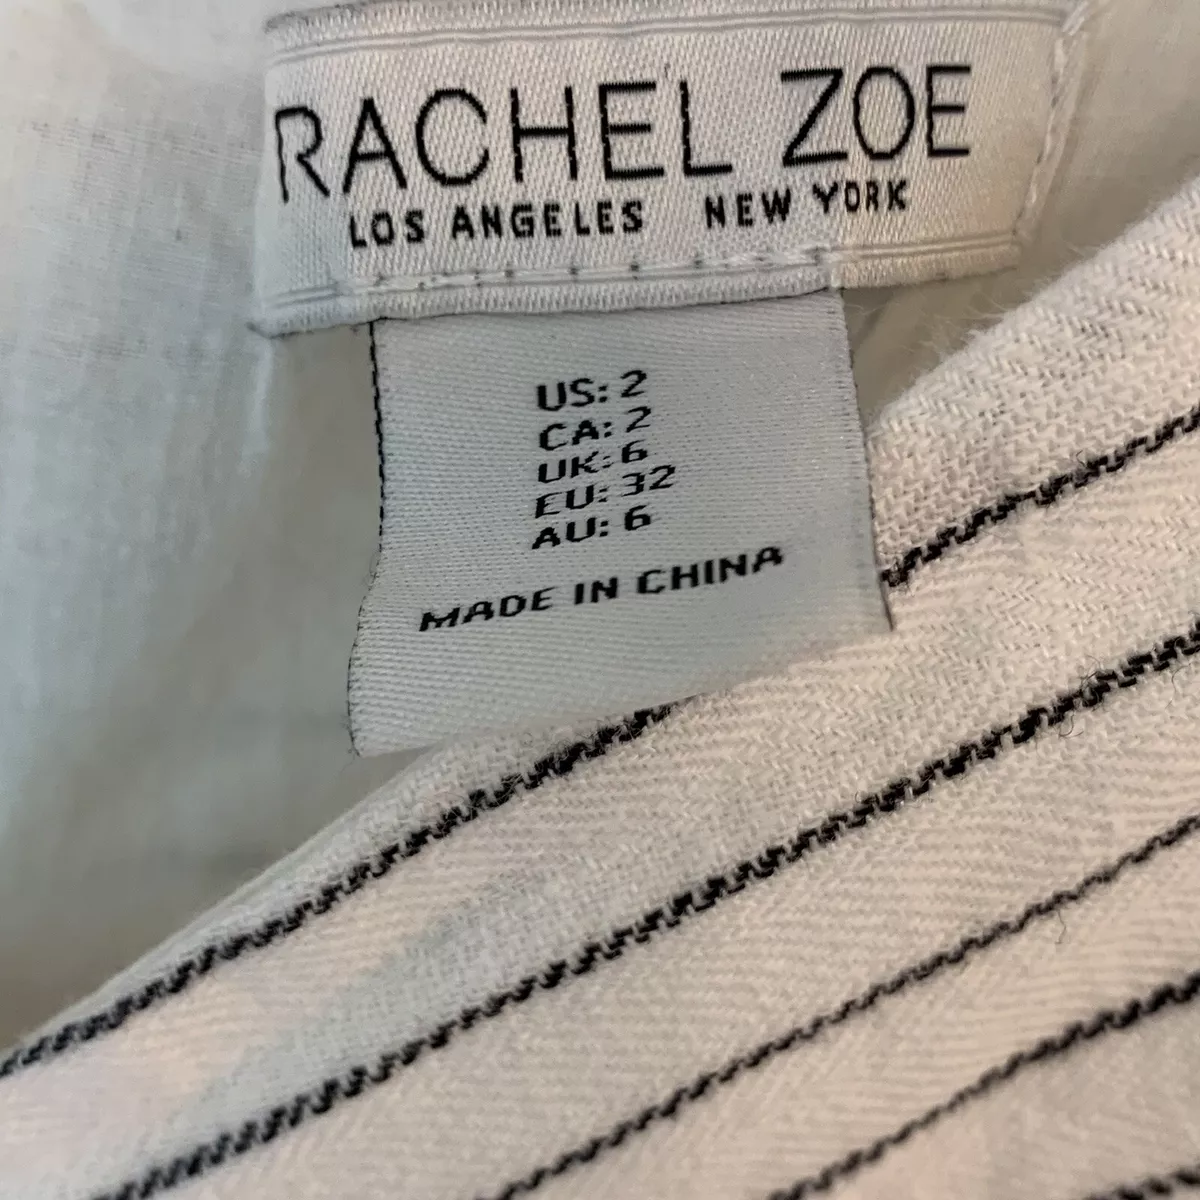 RACHEL ZOE
LOS ANGELES NEW YORK
US: 2
CA: 2
UK: 6
EU: 32
AU: 6
MADE IN CHINA